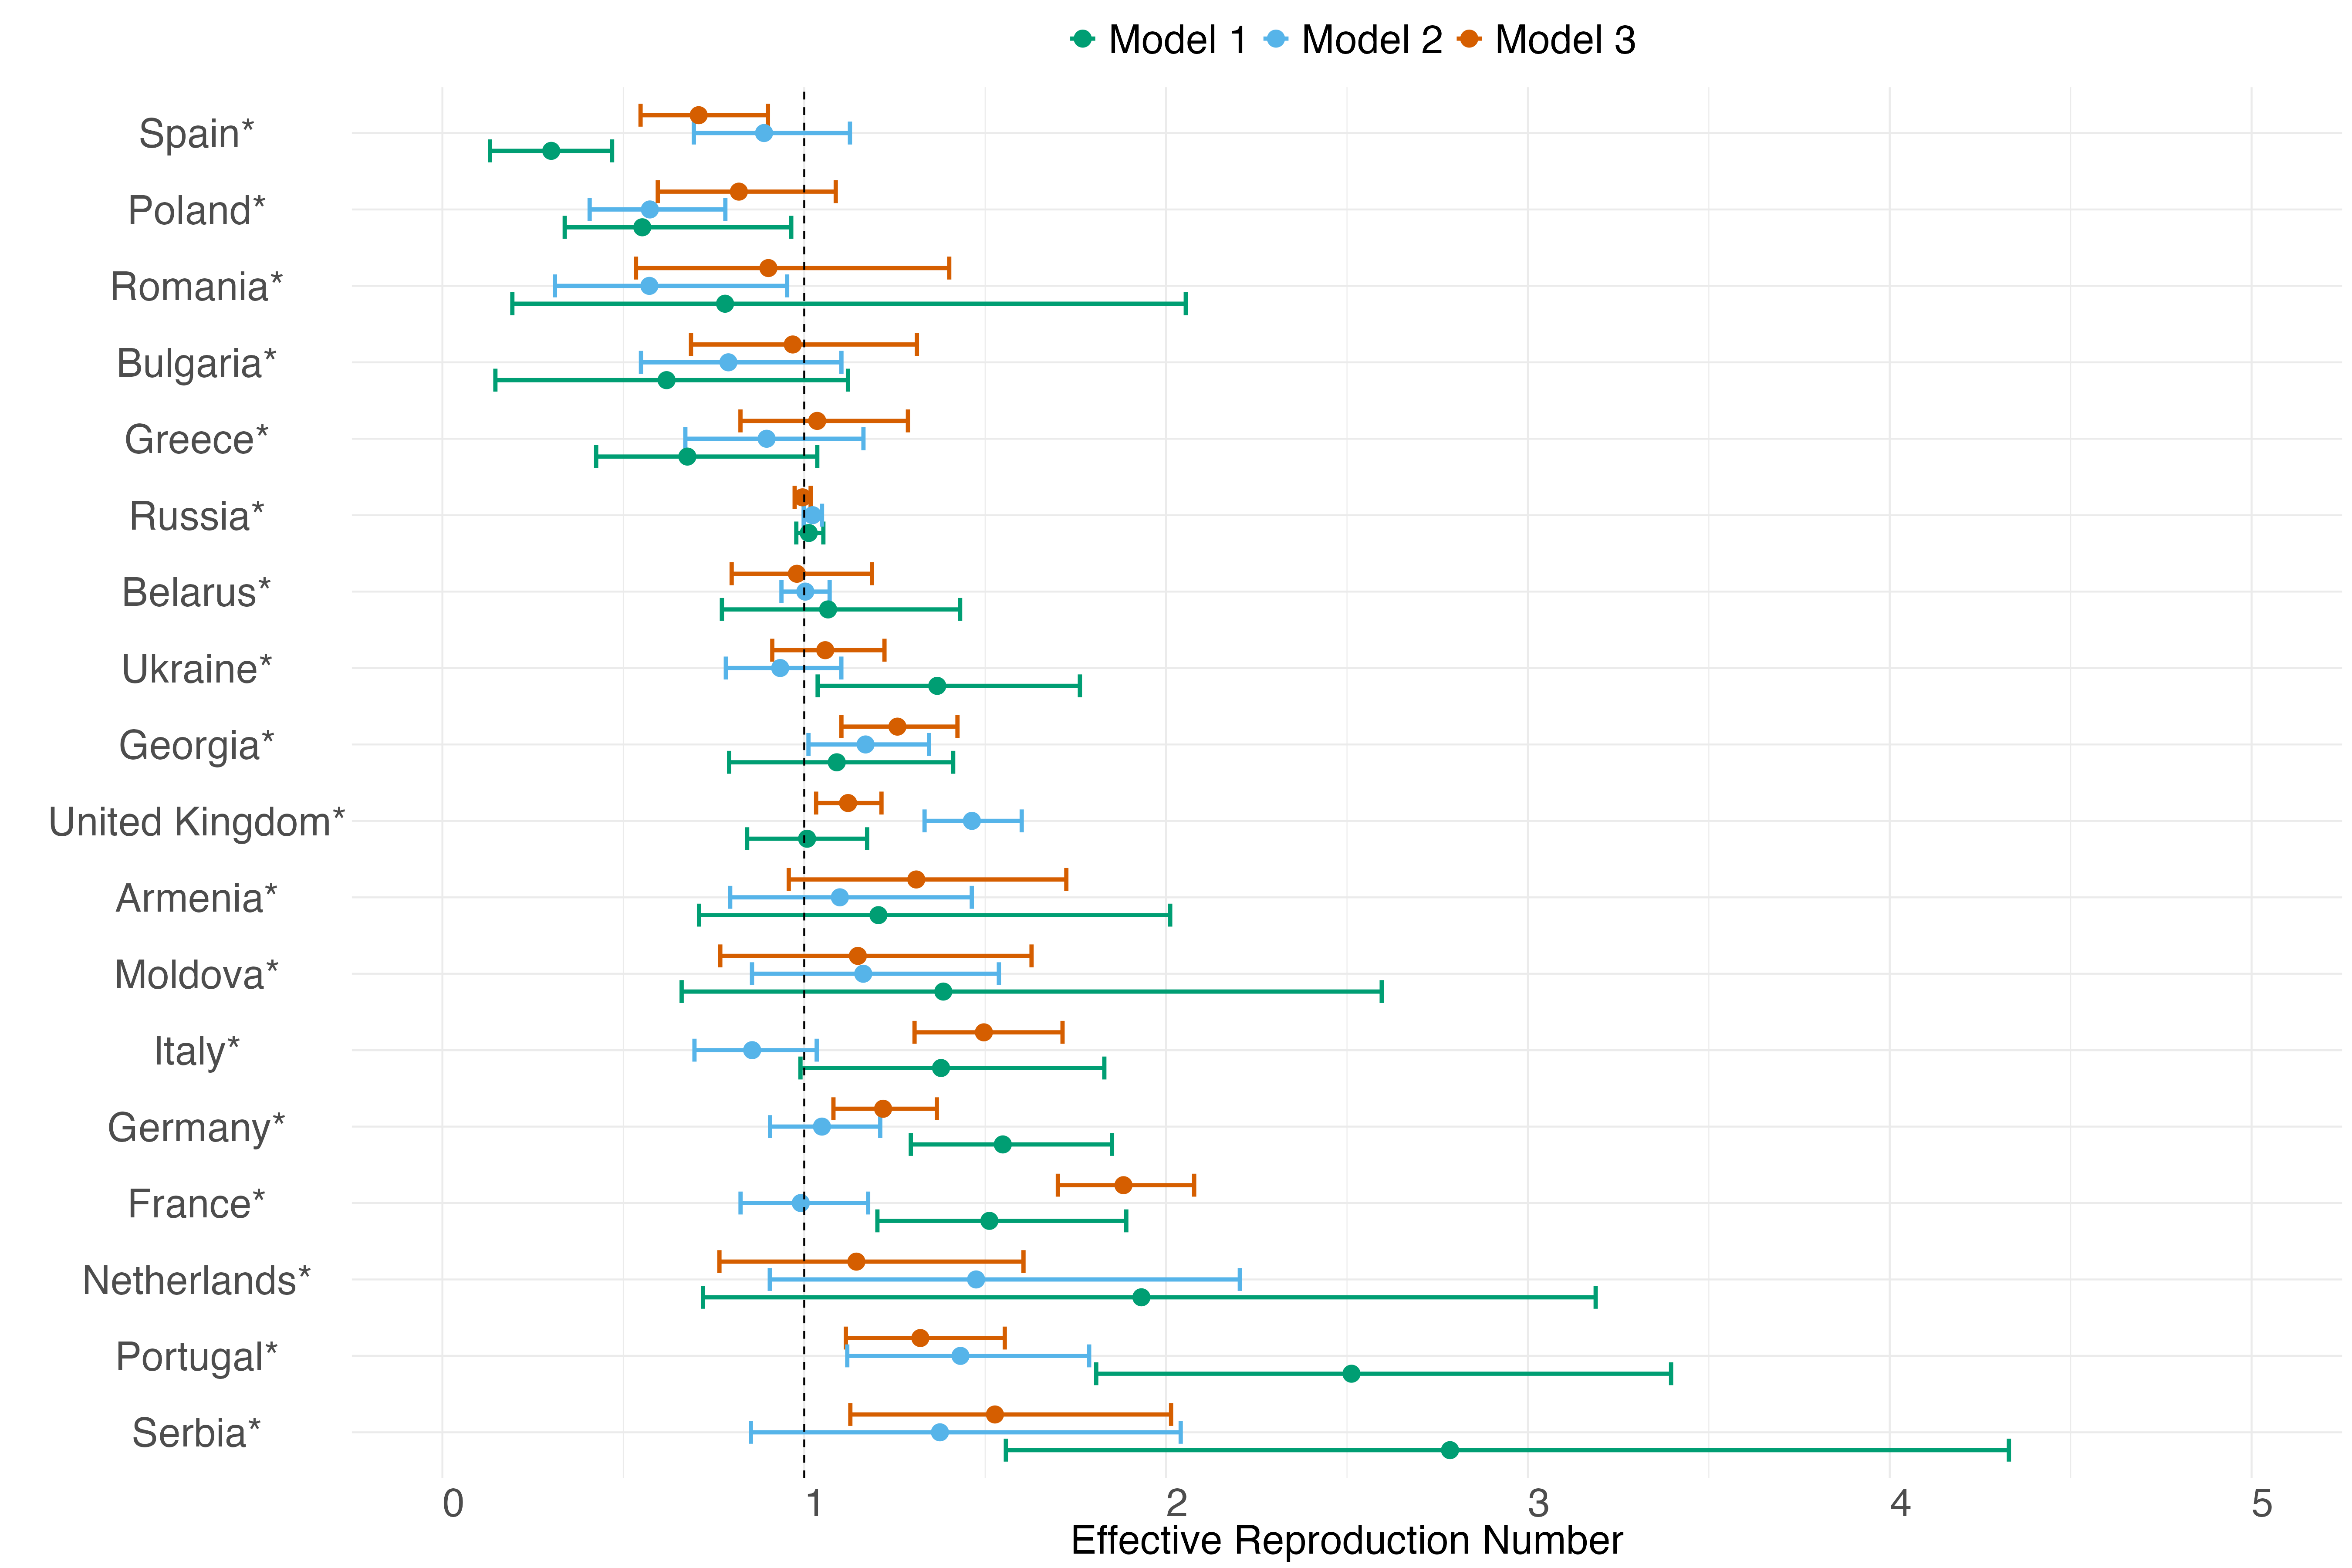 Model 1 Model 2 Model 3
Spain*
Poland*
Romania*
Bulgaria*
Greece*
Russia*
Belarus*
Ukraine*
Georgia*
United Kingdom*
Armenia*
Moldova*
Italy*
Germany*
France*
Netherlands*
Portugal*
Serbia*
0 1 2 3 4 5
Effective Reproduction Number